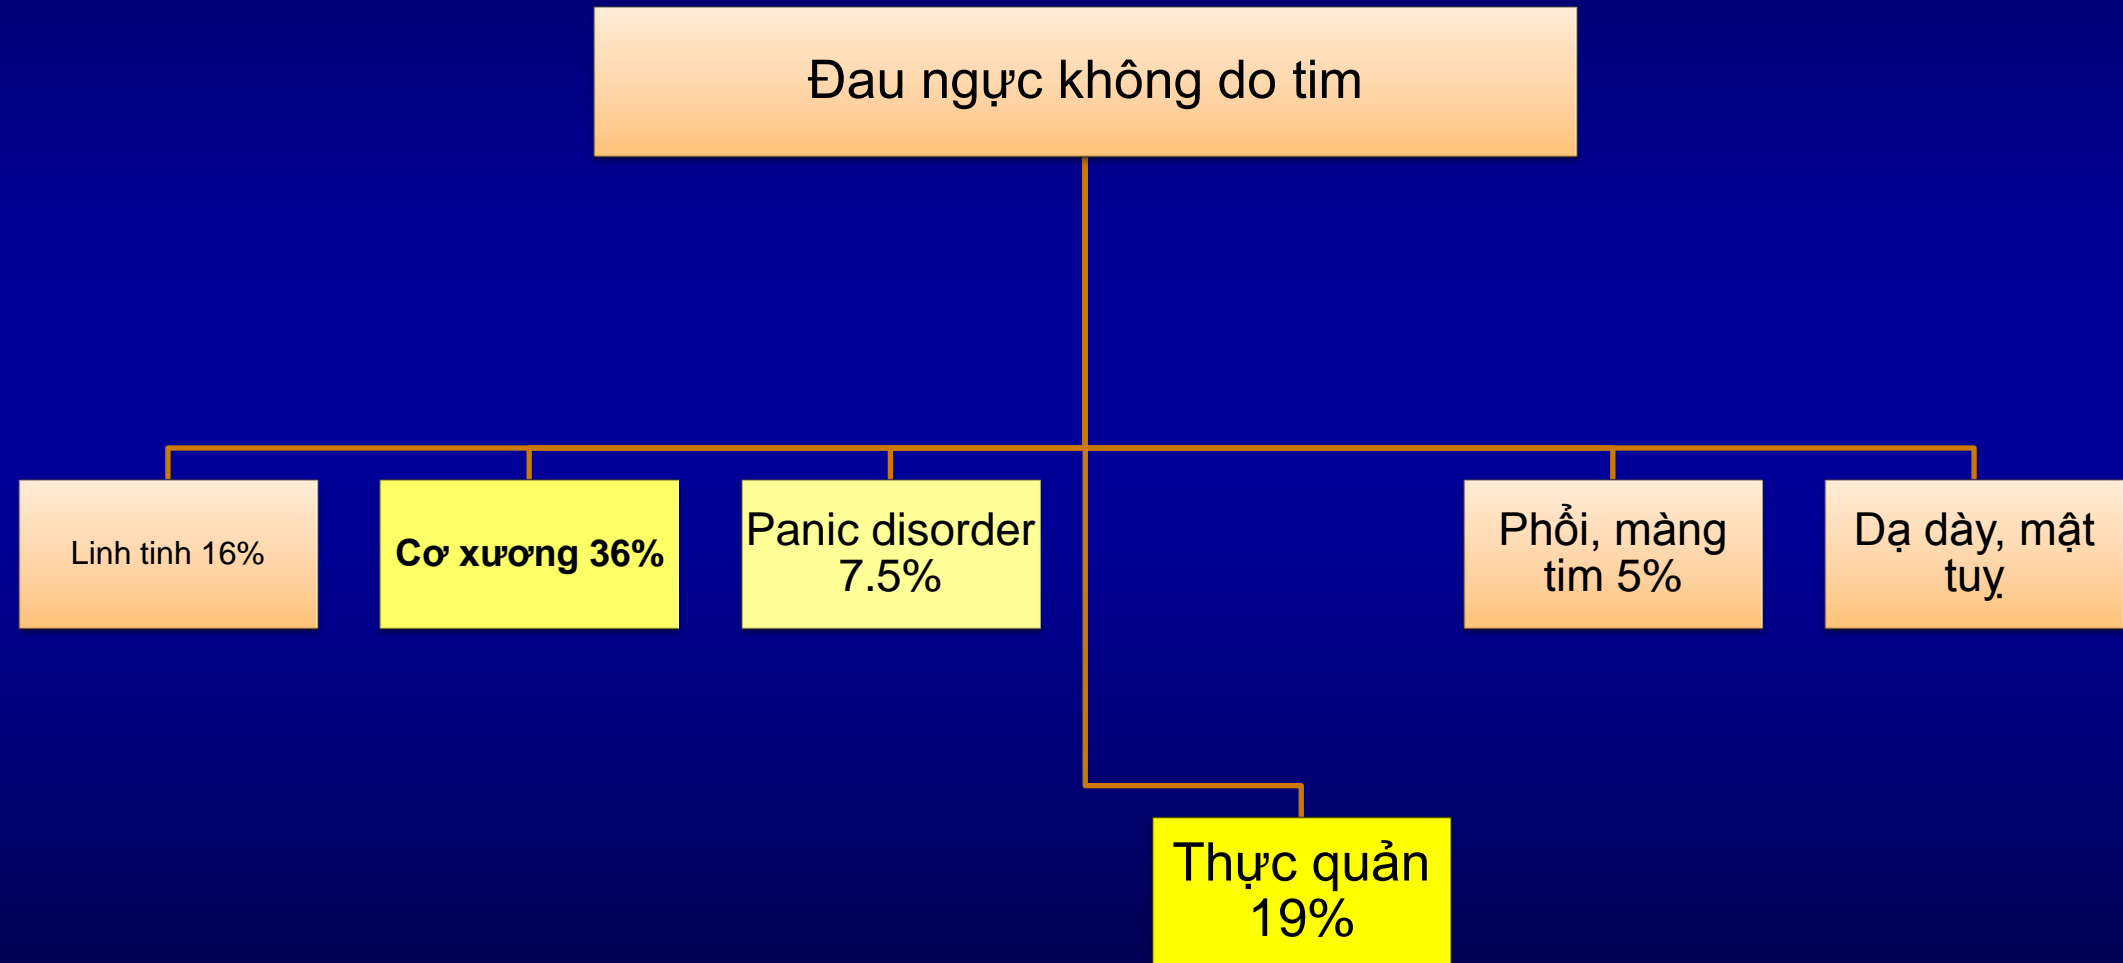 Đau ngực không do tim
Linh tinh 16%
Cơ xương 36%
Panic disorder
7.5%
Phổi, màng
tim 5%
Dạ dày, mật
tuỵ
Thực quản
19%